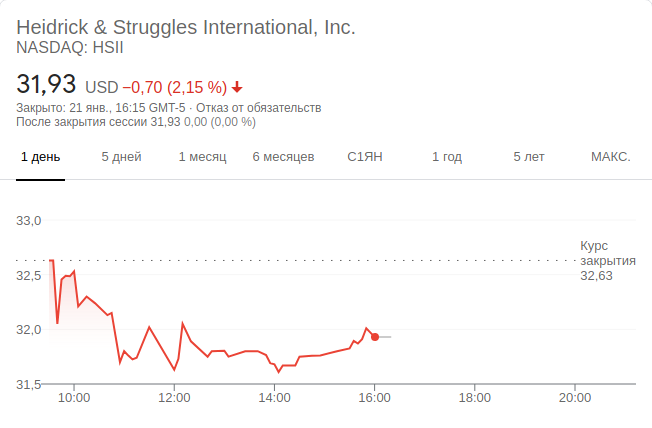 Heidrick & Struggles International, Inc.
NASDAQ: HSII
31,93 USD −0,70 (2,15 %)
Закрыто: 21 янв., 16:15 GMT-5 · Отказ от обязательств
После закрытия сессии 31,93 0,00 (0,00 %)
1 день 5 дней 1 месяц 6 месяцев С1ЯН 1 год 5 лет МАКС.
33,0
Курс
закрытия
32,63
32,5
32,0
31,5
10:00 12:00 14:00 16:00 18:00 20:00